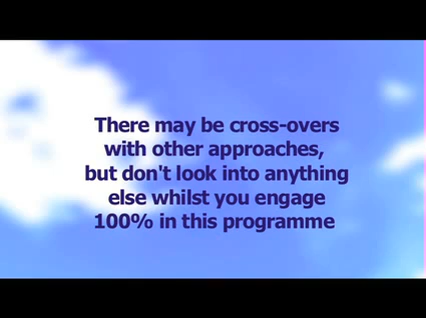 There may be cross-overs
with other approaches,
but don't look into anything
else whilst you engage
100% in this programme